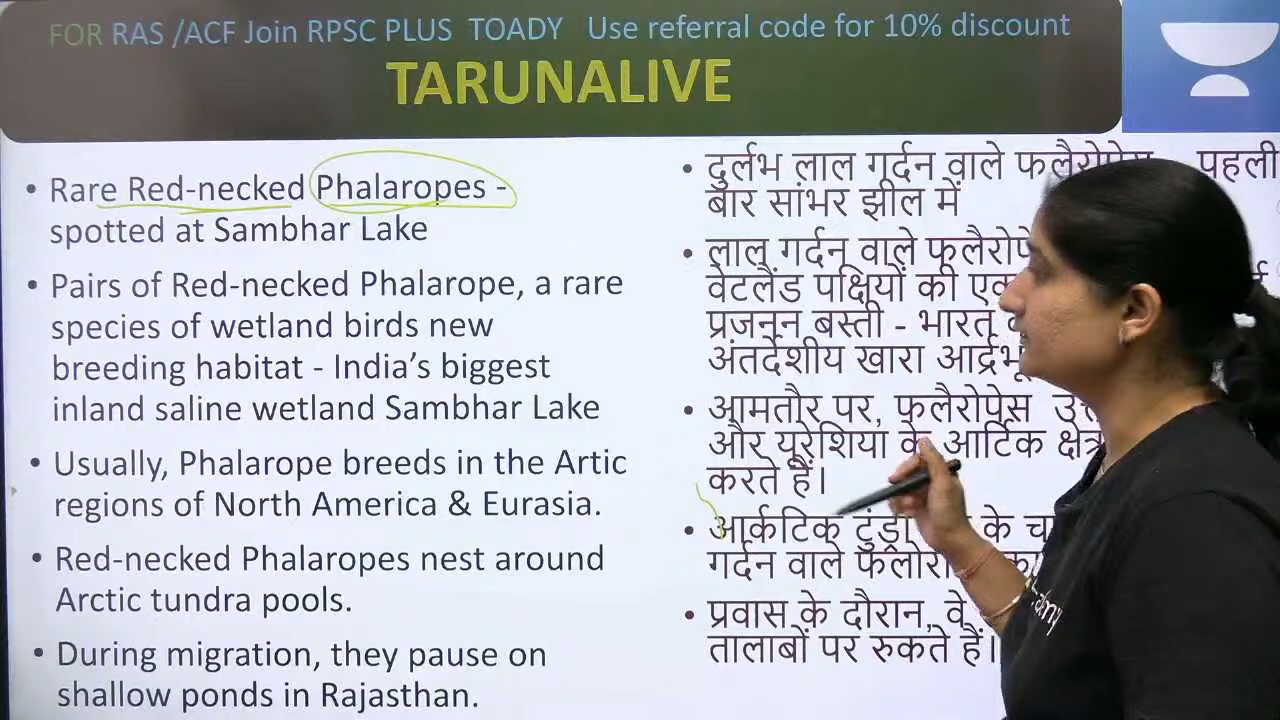 FOR RAS /ACF Join RPSC PLUS TOADY Use referral code for 10% discount
TARUNALIVE
• Rare Red-necked Phalaropes -
spotted at Sambhar Lake
• Pairs of Red-necked Phalarope, a rare
species of wetland birds new
breeding habitat - India's biggest
inland saline wetland Sambhar Lake
• Usually, Phalarope breeds in the Artic
regions of North America & Eurasia.
• Red-necked Phalaropes nest around
Arctic tundra pools.
• During migration, they pause on
shallow ponds in Rajasthan.
• दुर्लभ लाल गर्दन वाले फलैरोपेस पहली
बार सांभर झील में
• लाल गर्दन वाले
वेटलैंड पक्षियों की
प्रजनन बस्ती - भारत
अंतर्देशीय खारा
• आमतौर पर, फलैरोपेस
और यूरेशिया के आर्टिक क्षेत्र
करते हैं।
• आर्कटिक टुंड्रा के
गर्दन वाले
• प्रवास के दौरान, वे
तालाबों पर रुकते हैं।